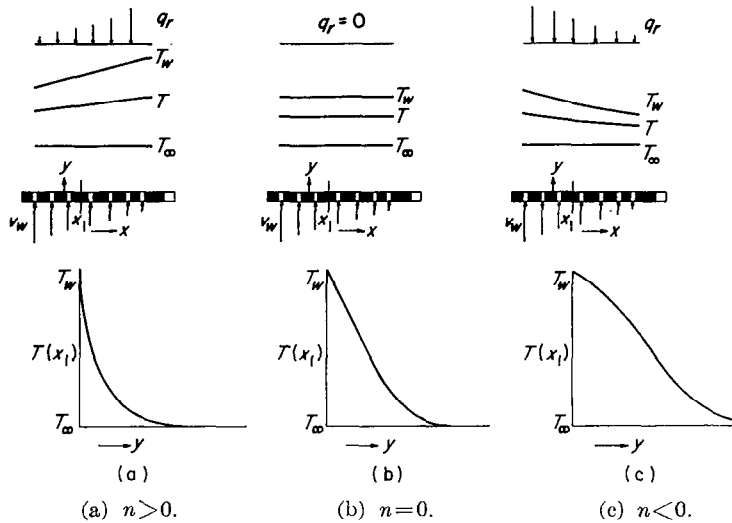 q_r
T_w
T
T_∞
y
v_w
x_1
x
T_w
T(x_1)
T_∞
y
(a)
(a) n>0.
q_r = 0
T_w
T
T_∞
y
v_w
x_1
x
T_w
T(x_1)
T_∞
y
(b)
(b) n=0.
q_r
T_w
T
T_∞
y
v_w
x_1
x
T_w
T(x_1)
T_∞
y
(c)
(c) n<0.